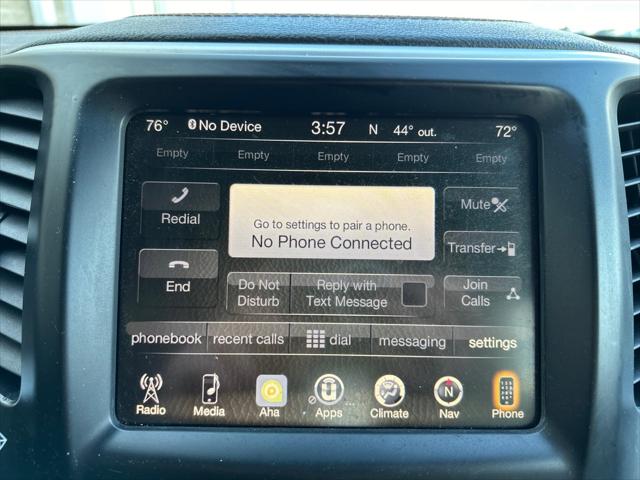 76° No Device 3:57 N 44° out. 72°
Empty Empty Empty Empty Empty
Redial
Go to settings to pair a phone.
No Phone Connected
Mute
Transfer
End
Do Not
Disturb
Reply with
Text Message
Join
Calls
phonebook recent calls dial messaging settings
Radio Media Aha Apps Climate Nav Phone